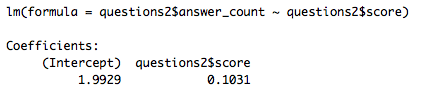 lm(formula = questions2$answer_count ~ questions2$score)
Coefficients:
(Intercept) questions2$score
1.9929 0.1031